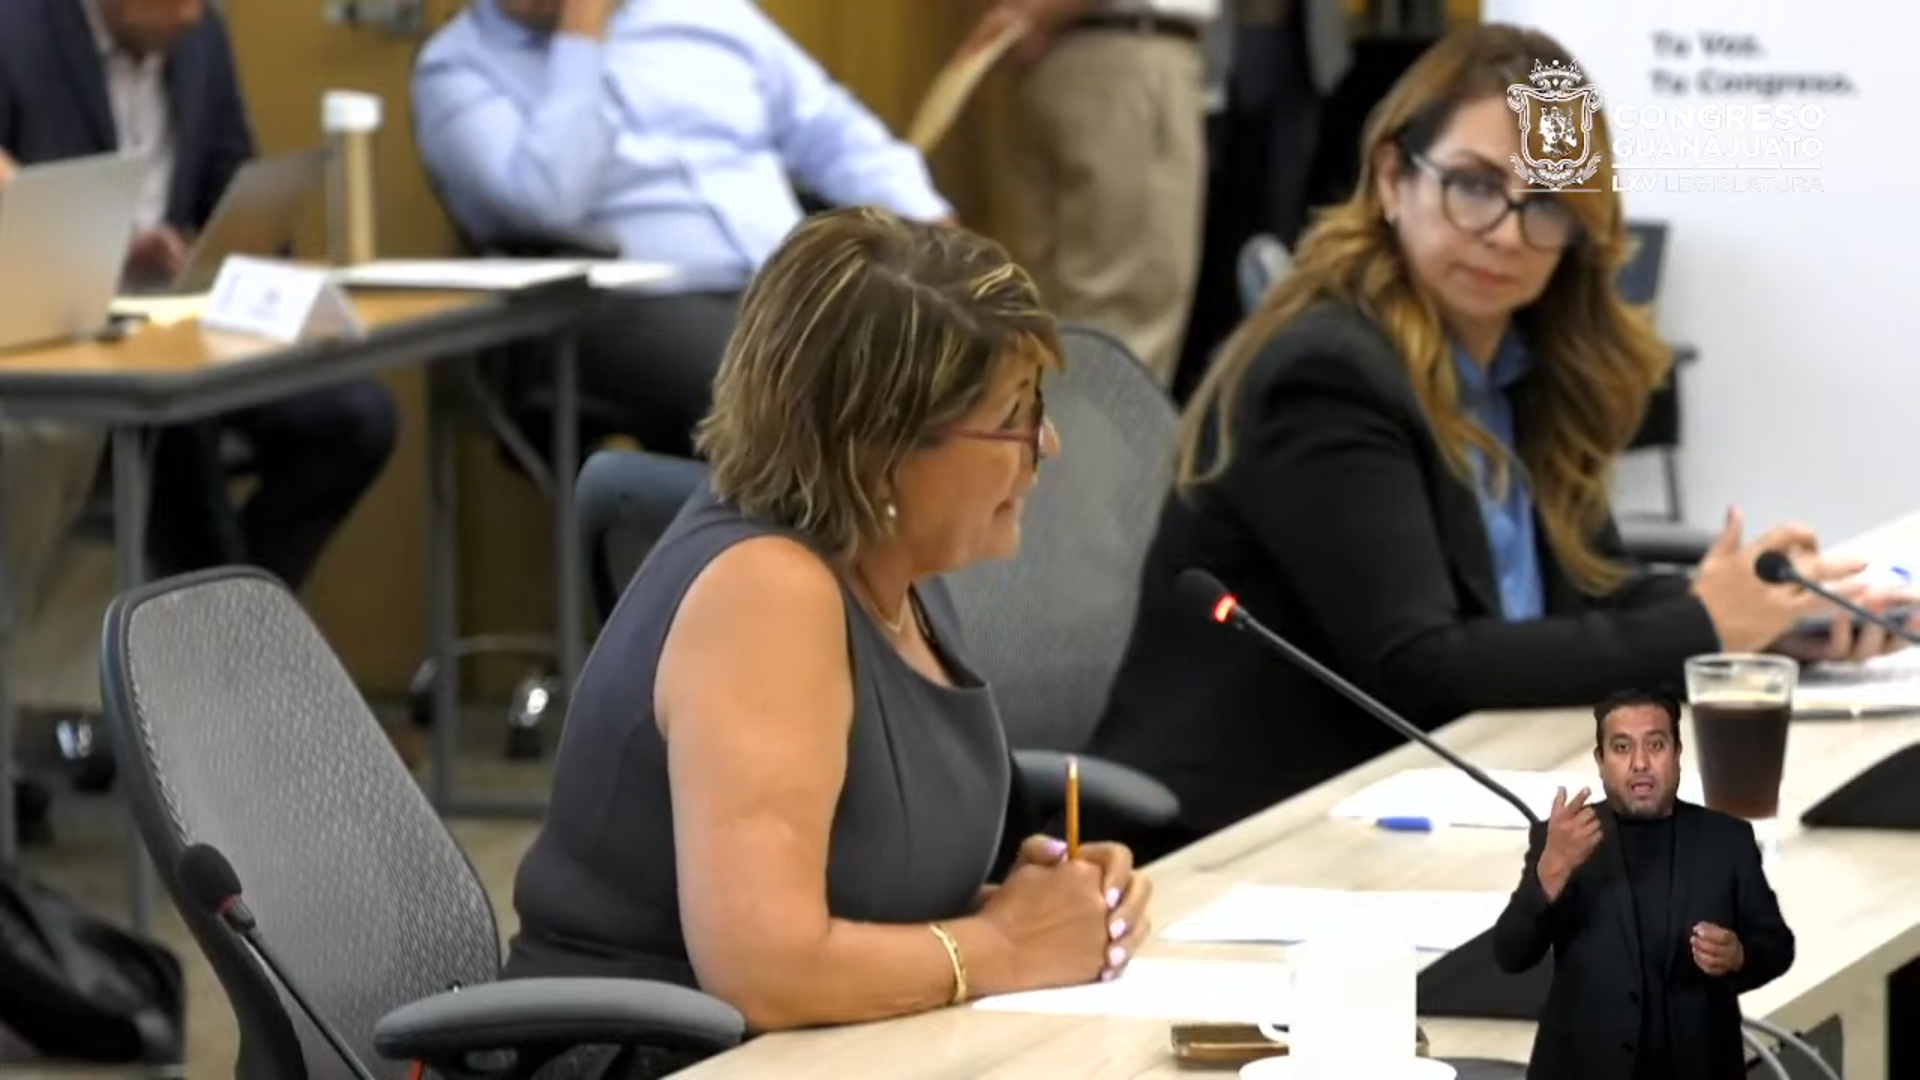 Tu Voz.
Tu Congreso.
CONGRESO
GUANAJUATO
LXV LEGISLATURA